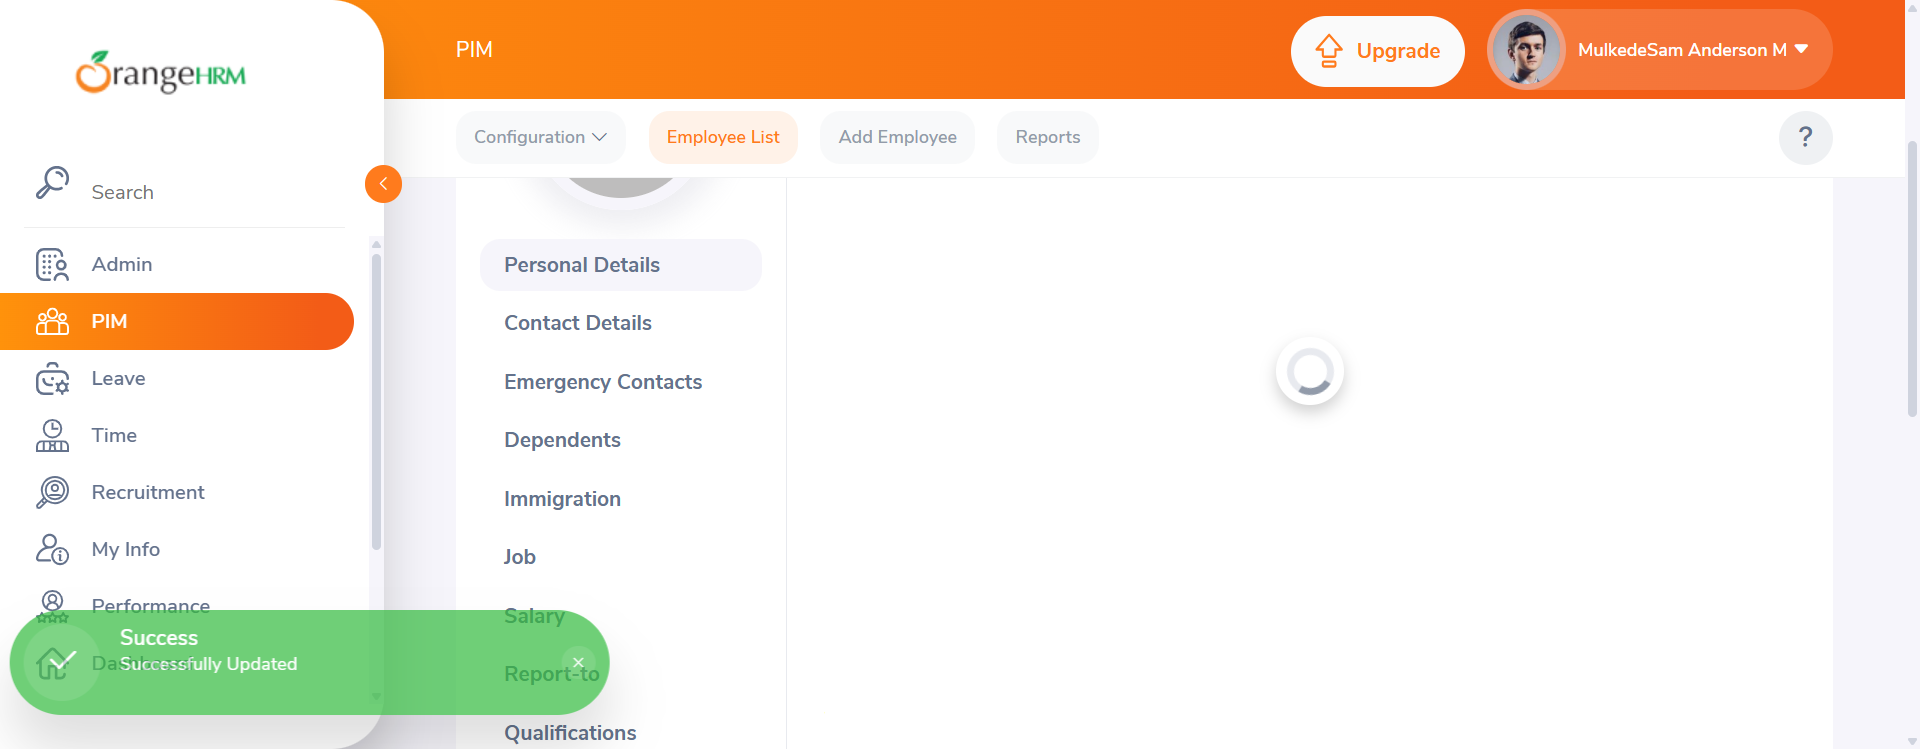 OrangeHRM
PIM
Upgrade
MulkedeSam Anderson M
Configuration
Employee List
Add Employee
Reports
?
Search
Admin
PIM
Leave
Time
Recruitment
My Info
Performance
Dashboard
Personal Details
Contact Details
Emergency Contacts
Dependents
Immigration
Job
Salary
Report-to
Qualifications
Success
Successfully Updated